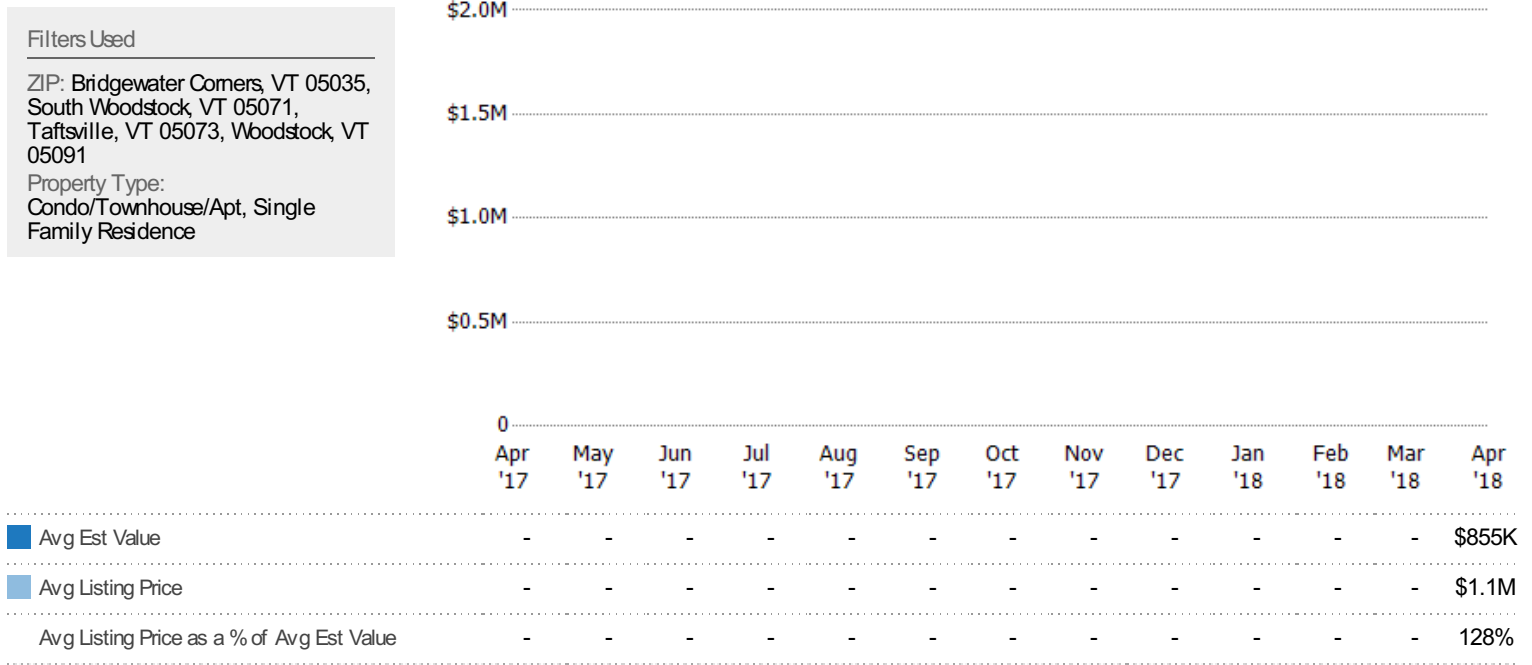 Filters Used
ZIP: Bridgewater Corners, VT 05035,
South Woodstock, VT 05071,
Taftsville, VT 05073, Woodstock, VT
05091
Property Type:
Condo/Townhouse/Apt, Single
Family Residence
$2.0M
$1.5M
$1.0M
$0.5M
0
Apr May Jun Jul Aug Sep Oct Nov Dec Jan Feb Mar Apr
'17 '17 '17 '17 '17 '17 '17 '17 '17 '18 '18 '18 '18
Avg Est Value - - - - - - - - - - - - $855K
Avg Listing Price - - - - - - - - - - - - $1.1M
Avg Listing Price as a % of Avg Est Value - - - - - - - - - - - - 128%